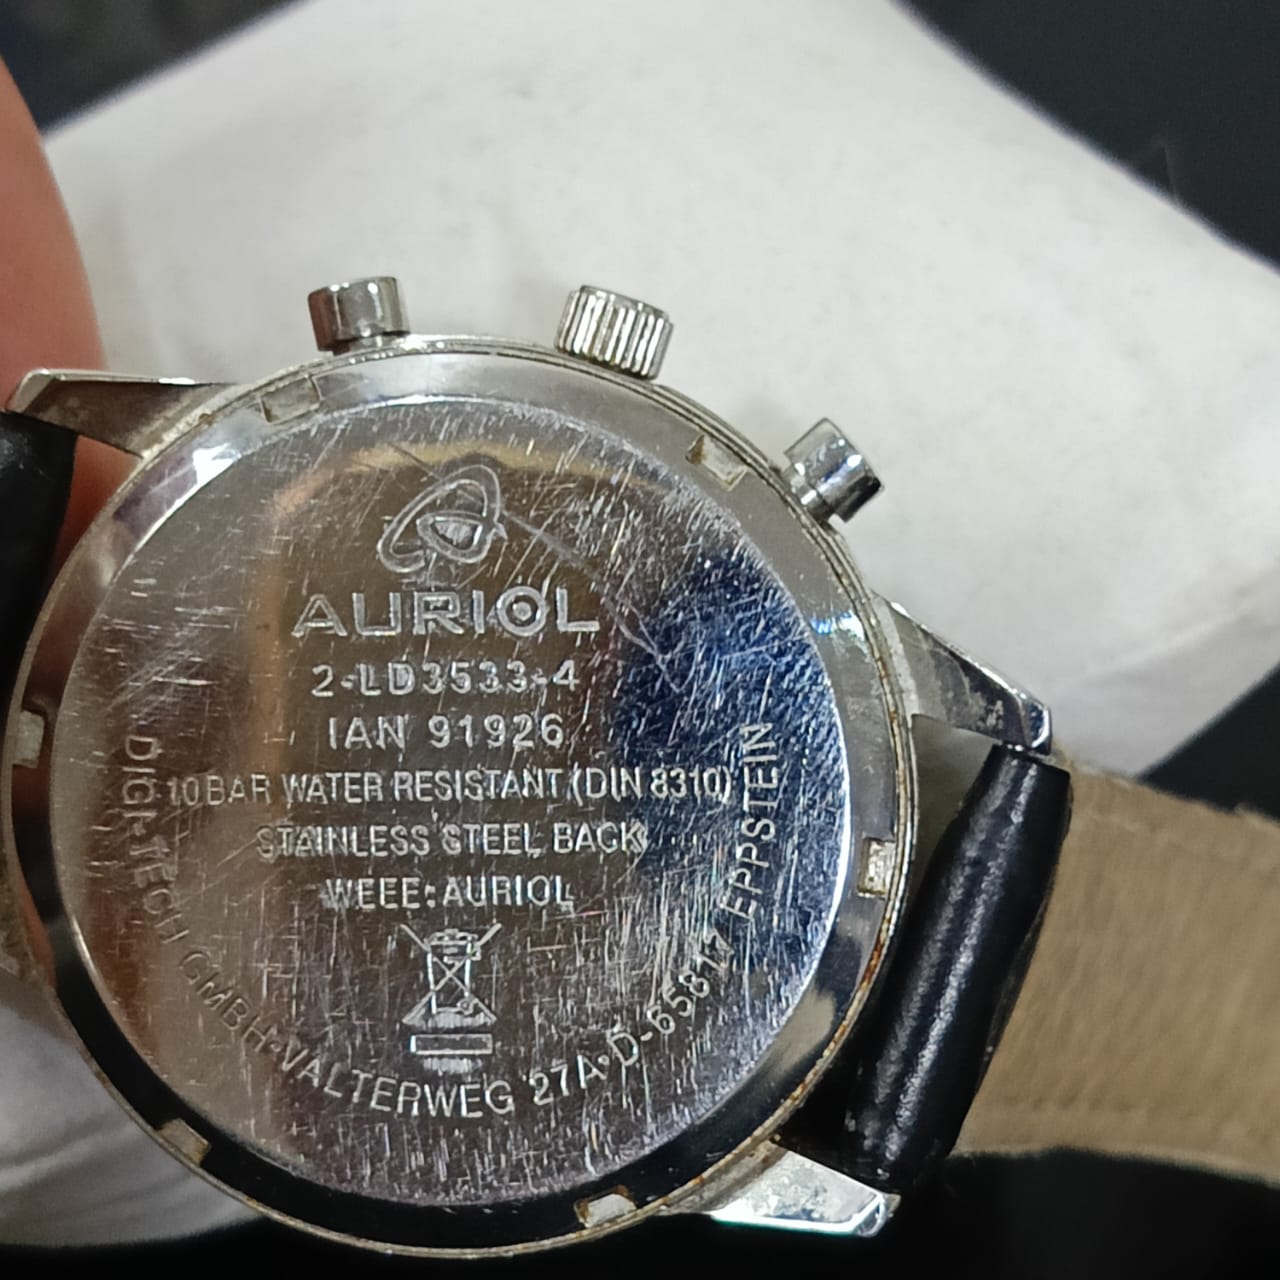 AURIOL
2-LD3533-4
IAN 91926
10 BAR WATER RESISTANT (DIN 8310)
STAINLESS STEEL BACK
WEEE: AURIOL
DIGI-TECH GMBH•VALTERWEG 27A•D-65817 EPPSTEIN